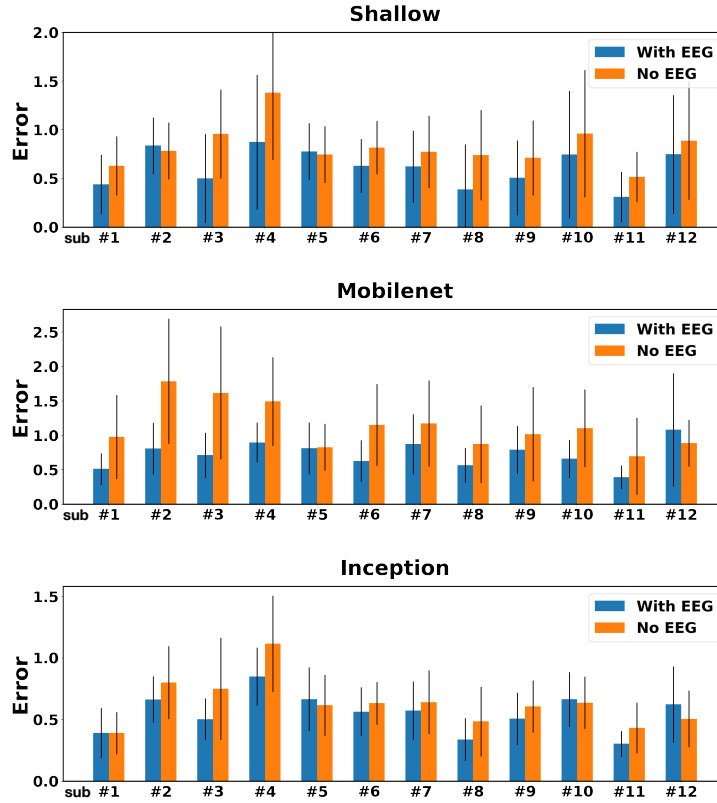 Shallow
2.0
1.5
1.0
0.5
0.0
Error
With EEG
No EEG
sub #1 #2 #3 #4 #5 #6 #7 #8 #9 #10 #11 #12
Mobilenet
2.5
2.0
1.5
1.0
0.5
0.0
Error
With EEG
No EEG
sub #1 #2 #3 #4 #5 #6 #7 #8 #9 #10 #11 #12
Inception
1.5
1.0
0.5
0.0
Error
With EEG
No EEG
sub #1 #2 #3 #4 #5 #6 #7 #8 #9 #10 #11 #12